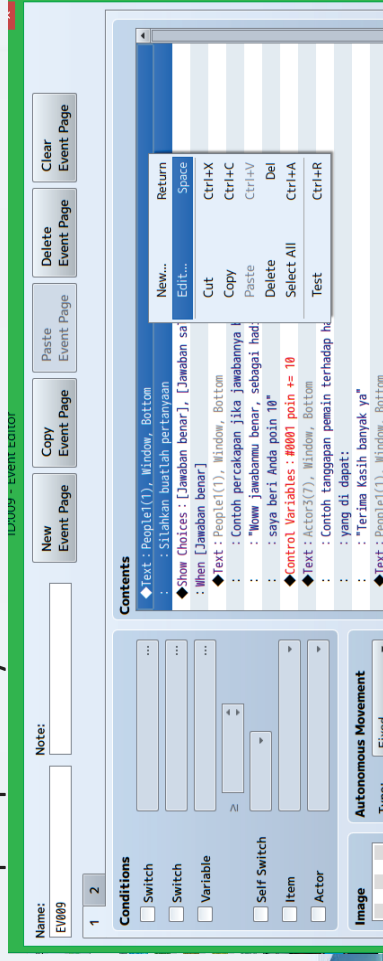 ID:009 - Event Editor
Name:
Note:
EV009
New
Event Page
Copy
Event Page
Paste
Event Page
Delete
Event Page
Clear
Event Page
1
2
Conditions
Switch
...
Switch
...
Variable
...
≥
Self Switch
Item
Actor
Image
Autonomous Movement
Type:
Fixed
Contents
◆Text : People1(1), Window, Bottom
:     : Silahkan buatlah pertanyaan
◆Show Choices : [Jawaban benar], [Jawaban sa
: When [Jawaban benar]
◆Text : People1(1), Window, Bottom
:     : Contoh percakapan jika jawabannya
:     : "Woww jawabanmu benar, sebagai had
:     : saya beri Anda poin 10"
◆Control Variables : #0001 poin += 10
◆Text : Actor3(7), Window, Bottom
:     : Contoh tanggapan pemain terhadap ha
:     : yang di dapat:
:     : "Terima Kasih banyak ya"
◆Text : People1(1), Window, Bottom
New... Return
Edit... Space
Cut Ctrl+X
Copy Ctrl+C
Paste Ctrl+V
Delete Del
Select All Ctrl+A
Test Ctrl+R